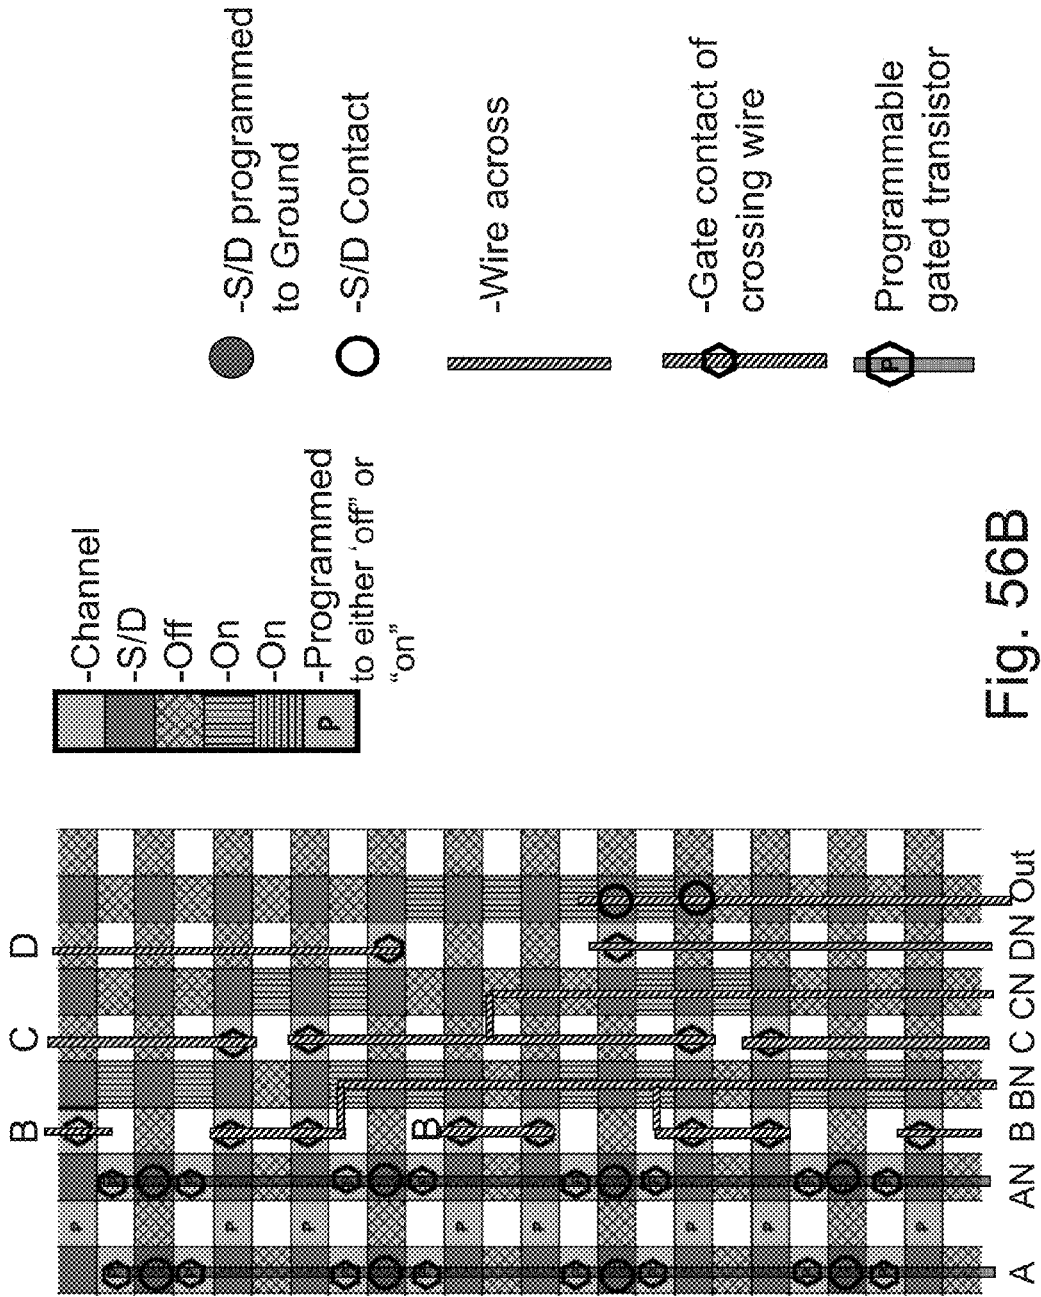 -Channel
-S/D
-Off
-On
-On
P
-Programmed
to either 'off" or
"on"
-S/D programmed
to Ground
-S/D Contact
-Wire across
-Gate contact of
crossing wire
P
Programmable
gated transistor
B
C
D
B
P
P
P
P
P
P
P
P
A
AN
B
BN
C
CN
DN
Out
Fig. 56B